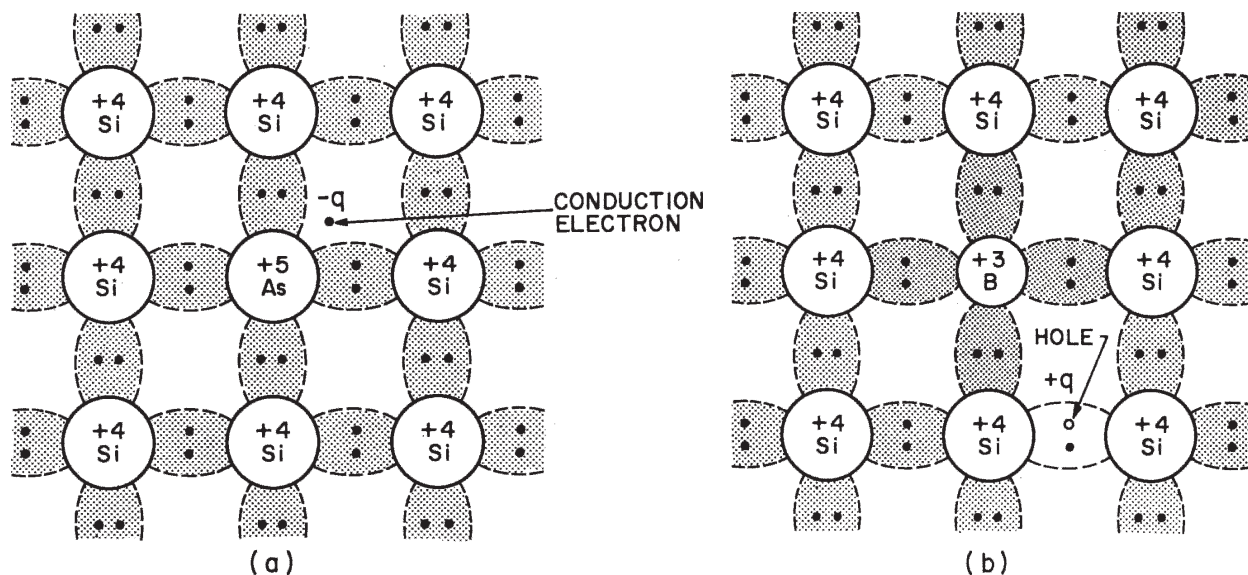 +4 +4 +4
Si Si Si
-q
CONDUCTION
ELECTRON
+4 +5 +4
Si As Si
+4 +4 +4
Si Si Si
(a)
+4 +4 +4
Si Si Si
+4 +3 +4
Si B Si
HOLE
+q
+4 +4 +4
Si Si Si
(b)